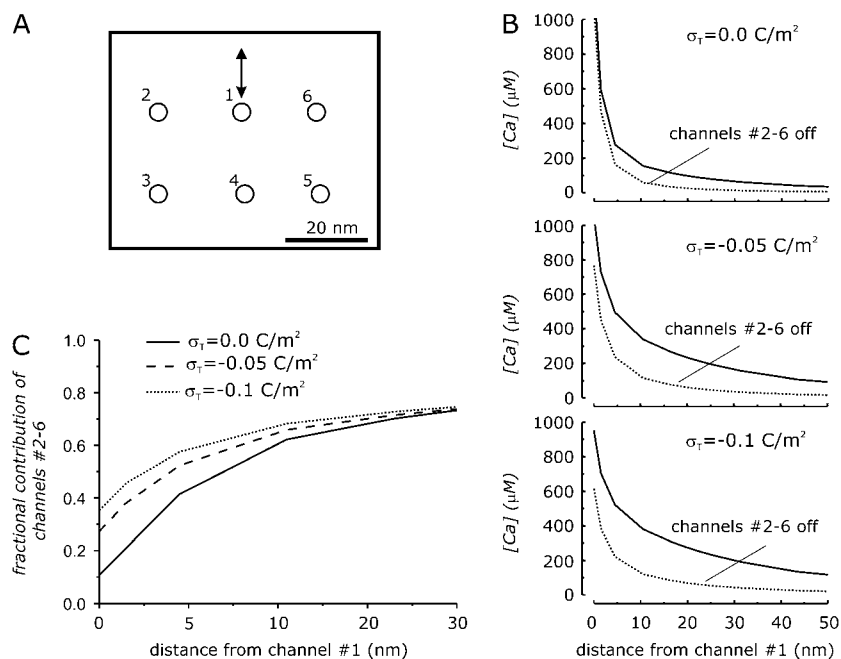 A
2
1
6
3
4
5
20 nm
B
1000
800
600
400
200
0
[Ca] (μM)
σT=0.0 C/m²
channels #2-6 off
1000
800
600
400
200
0
[Ca] (μM)
σT=-0.05 C/m²
channels #2-6 off
1000
800
600
400
200
0
[Ca] (μM)
σT=-0.1 C/m²
channels #2-6 off
0 10 20 30 40 50
distance from channel #1 (nm)
C
σT=0.0 C/m²
σT=-0.05 C/m²
σT=-0.1 C/m²
1.0
0.8
0.6
0.4
0.2
0.0
fractional contribution of
channels #2-6
0 5 10 20 30
distance from channel #1 (nm)